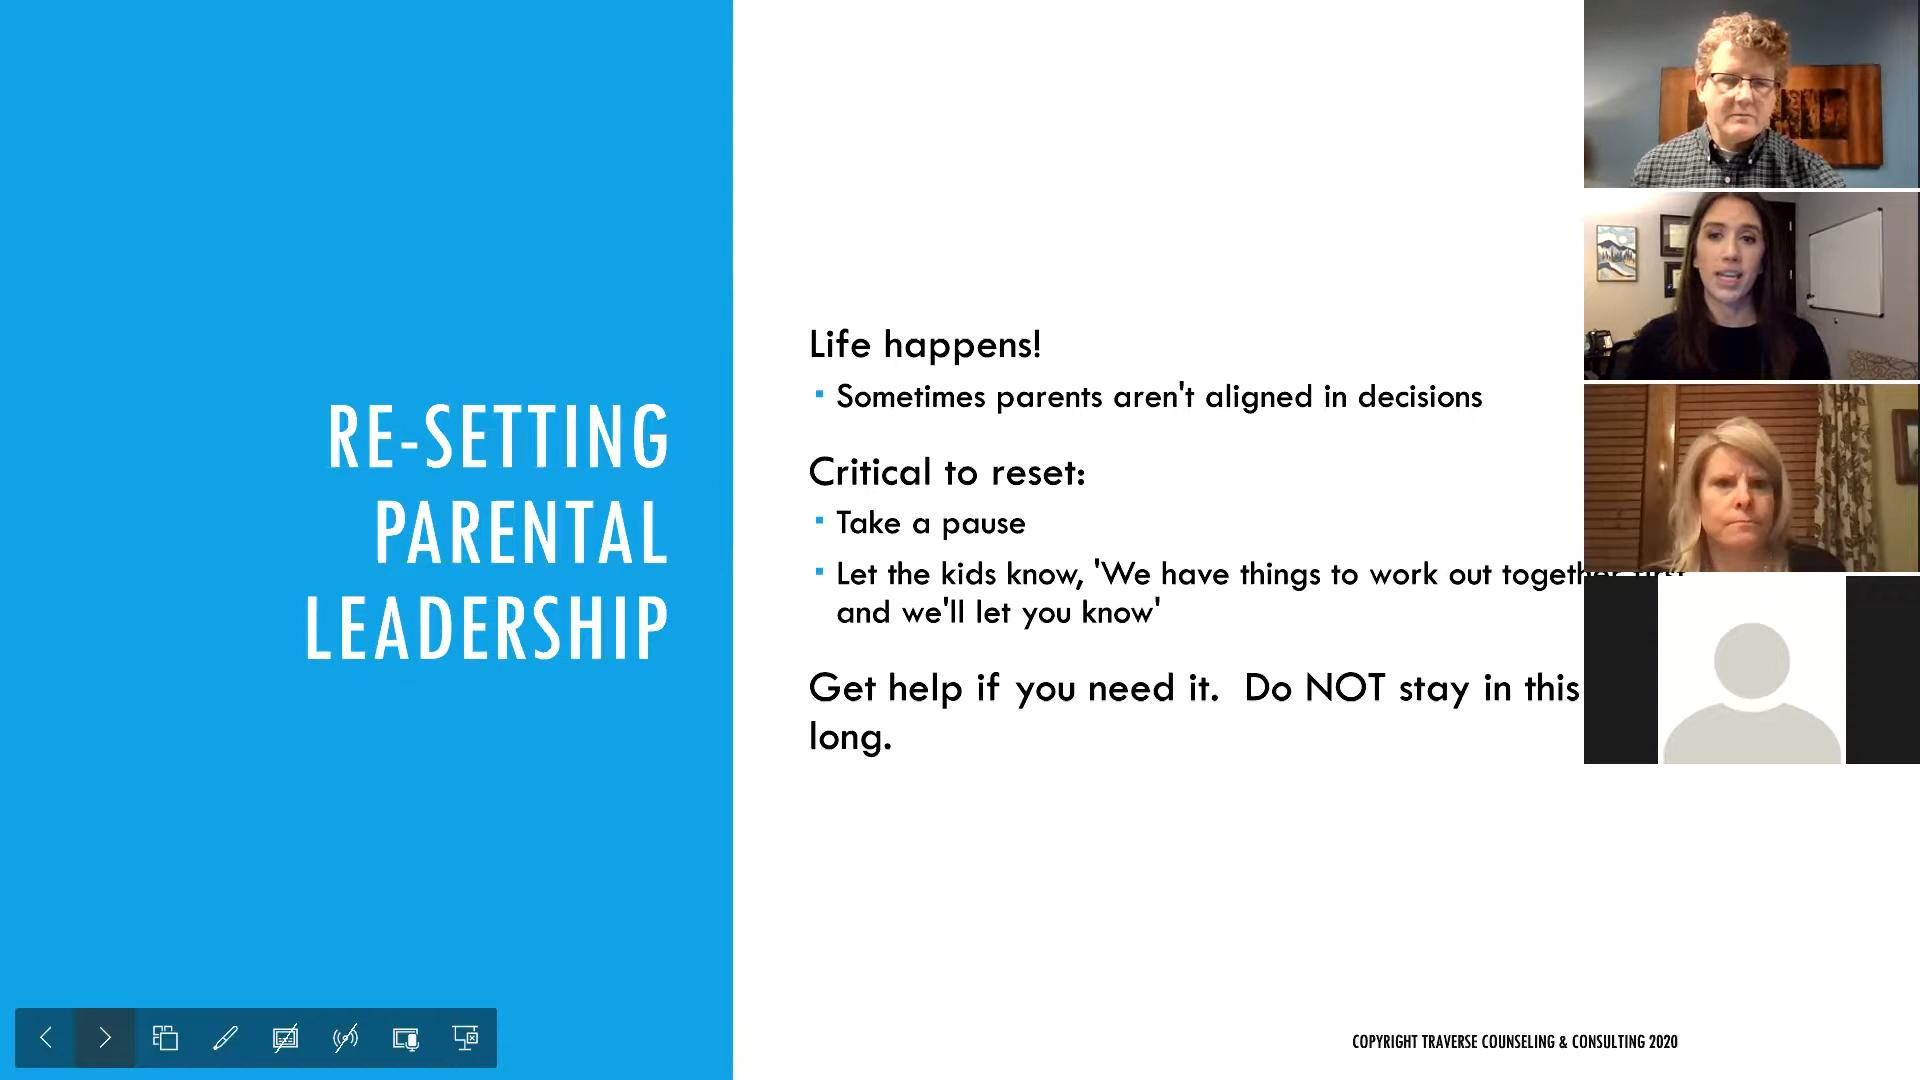 RE-SETTING
PARENTAL
LEADERSHIP
Life happens!
Sometimes parents aren't aligned in decisions
Critical to reset:
Take a pause
Let the kids know, 'We have things to work out together first
and we'll let you know'
Get help if you need it. Do NOT stay in this
long.
COPYRIGHT TRAVERSE COUNSELING & CONSULTING 2020